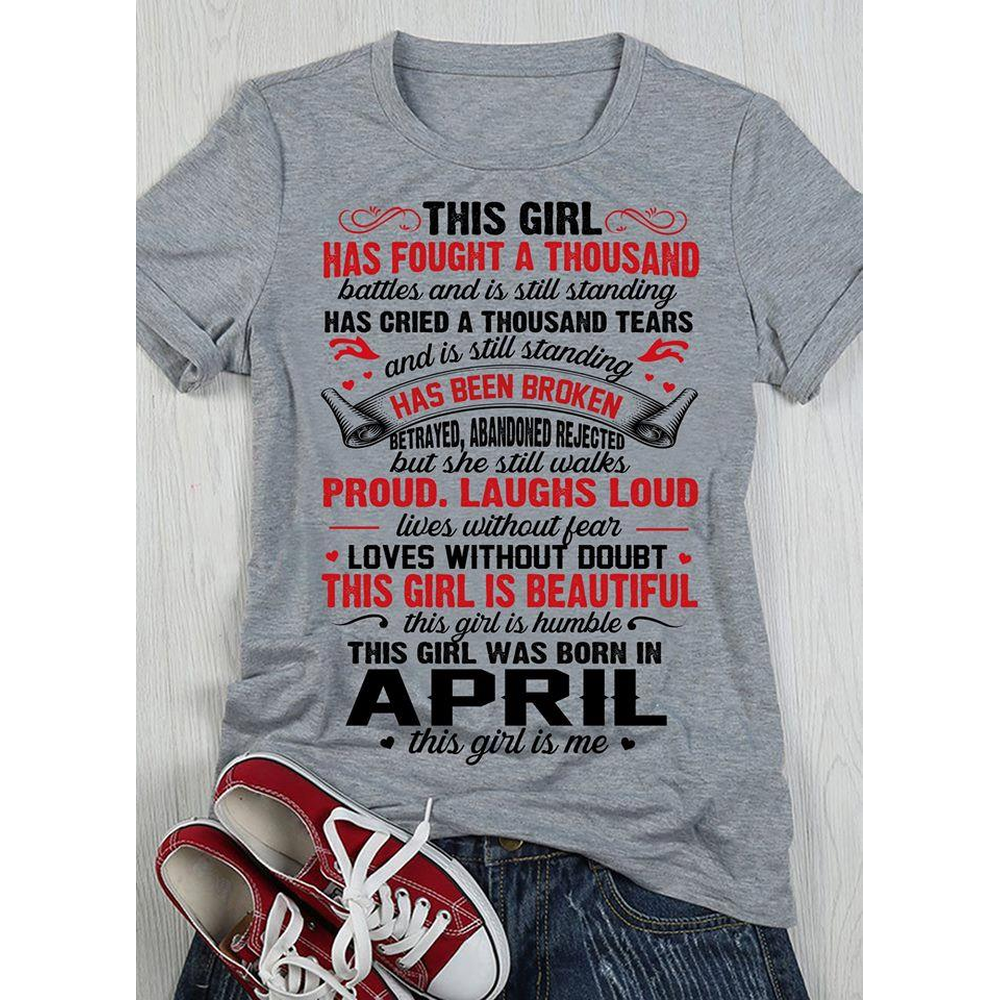 THIS GIRL
HAS FOUGHT A THOUSAND
battles and is still standing
HAS CRIED A THOUSAND TEARS
and is still standing
HAS BEEN BROKEN
BETRAYED, ABANDONED REJECTED
but she still walks
PROUD. LAUGHS LOUD
lives without fear
LOVES WITHOUT DOUBT
THIS GIRL IS BEAUTIFUL
this girl is humble
THIS GIRL WAS BORN IN
APRIL
this girl is me